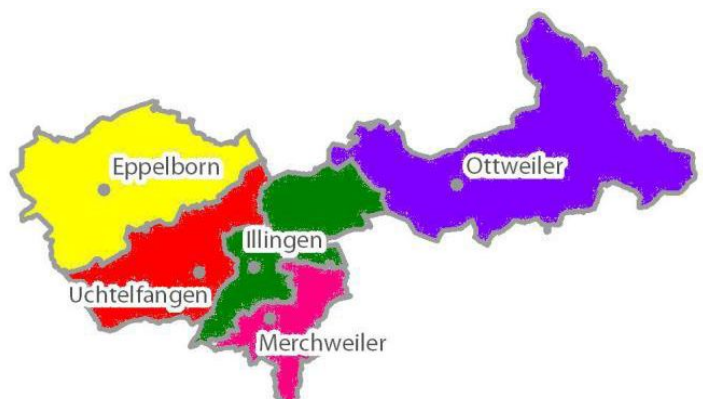 Eppelborn
Ottweiler
Illingen
Uchtelfangen
Merchweiler